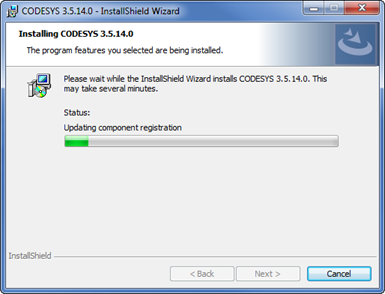 CODESYS 3.5.14.0 - InstallShield Wizard
Installing CODESYS 3.5.14.0
The program features you selected are being installed.
Please wait while the InstallShield Wizard installs CODESYS 3.5.14.0. This
may take several minutes.
Status:
Updating component registration
InstallShield
< Back
Next >
Cancel